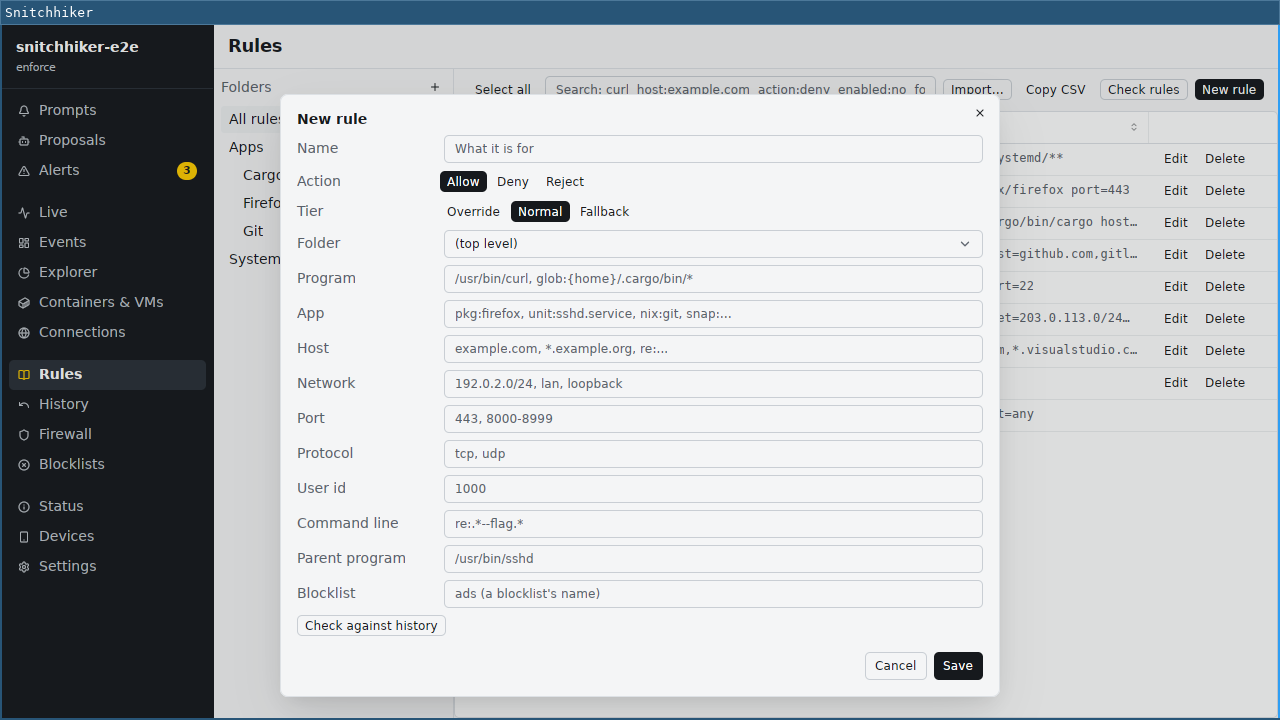 Snitchhiker
snitchhiker-e2e
enforce
Prompts
Proposals
Alerts 3
Live
Events
Explorer
Containers & VMs
Connections
Rules
History
Firewall
Blocklists
Status
Devices
Settings
Rules
Folders +
All rules
Apps
Cargo
Firefo
Git
System
Select all
Search: curl host:example.com action:deny enabled:no fo
Import...
Copy CSV
Check rules
New rule
ystemd/** Edit Delete
x/firefox port=443 Edit Delete
rgo/bin/cargo host… Edit Delete
st=github.com,gitl… Edit Delete
rt=22 Edit Delete
et=203.0.113.0/24… Edit Delete
m,*.visualstudio.c… Edit Delete
Edit Delete
t=any
New rule ×
Name What it is for
Action Allow Deny Reject
Tier Override Normal Fallback
Folder (top level)
Program /usr/bin/curl, glob:{home}/.cargo/bin/*
App pkg:firefox, unit:sshd.service, nix:git, snap:...
Host example.com, *.example.org, re:...
Network 192.0.2.0/24, lan, loopback
Port 443, 8000-8999
Protocol tcp, udp
User id 1000
Command line re:.*--flag.*
Parent program /usr/bin/sshd
Blocklist ads (a blocklist's name)
Check against history
Cancel Save